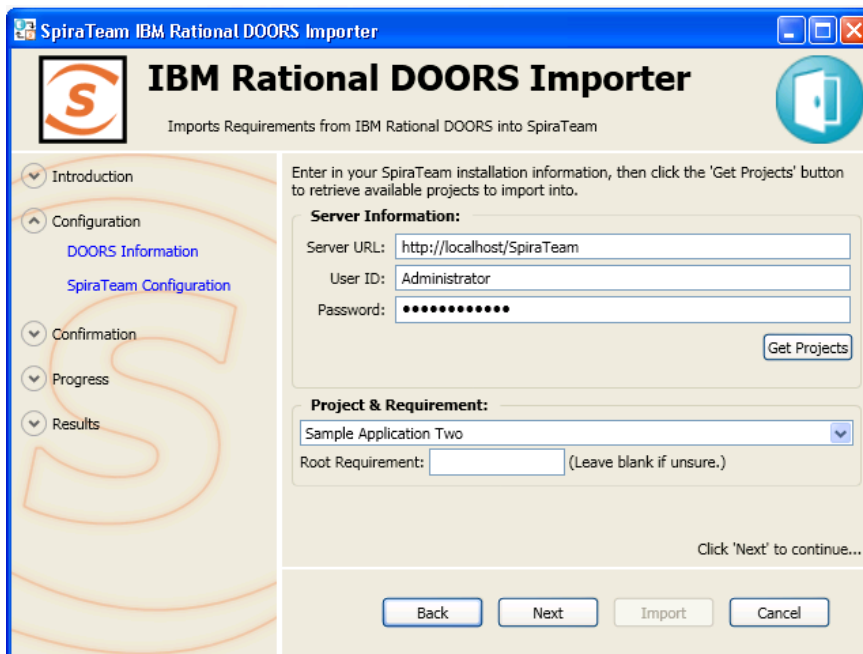 SpiraTeam IBM Rational DOORS Importer
S
IBM Rational DOORS Importer
Imports Requirements from IBM Rational DOORS into SpiraTeam
Introduction
Configuration
DOORS Information
SpiraTeam Configuration
Confirmation
Progress
Results
Enter in your SpiraTeam installation information, then click the 'Get Projects' button
to retrieve available projects to import into.
Server Information:
Server URL: http://localhost/SpiraTeam
User ID: Administrator
Password: ●●●●●●●●●●●●
Get Projects
Project & Requirement:
Sample Application Two
Root Requirement: (Leave blank if unsure.)
Click 'Next' to continue...
Back Next Import Cancel